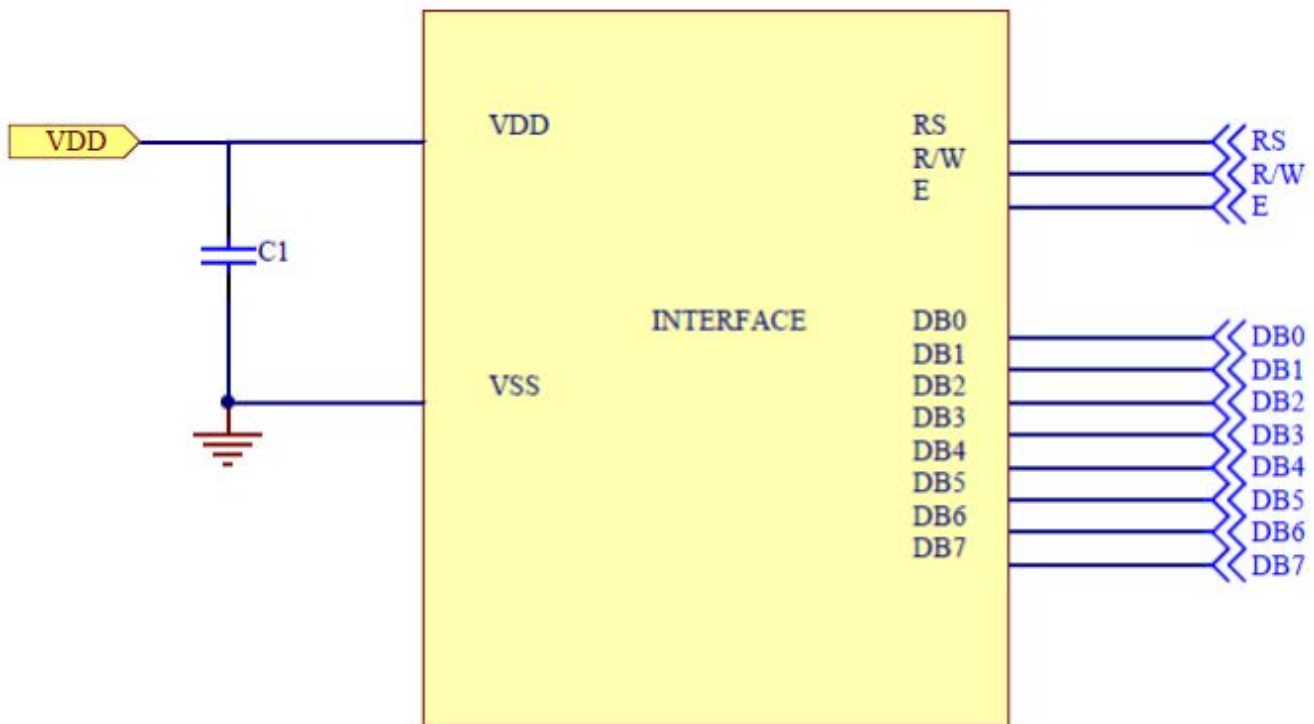 VDD
VDD
RS
RS
R/W
R/W
E
E
C1
INTERFACE
DB0
DB0
DB1
DB1
VSS
DB2
DB2
DB3
DB3
DB4
DB4
DB5
DB5
DB6
DB6
DB7
DB7